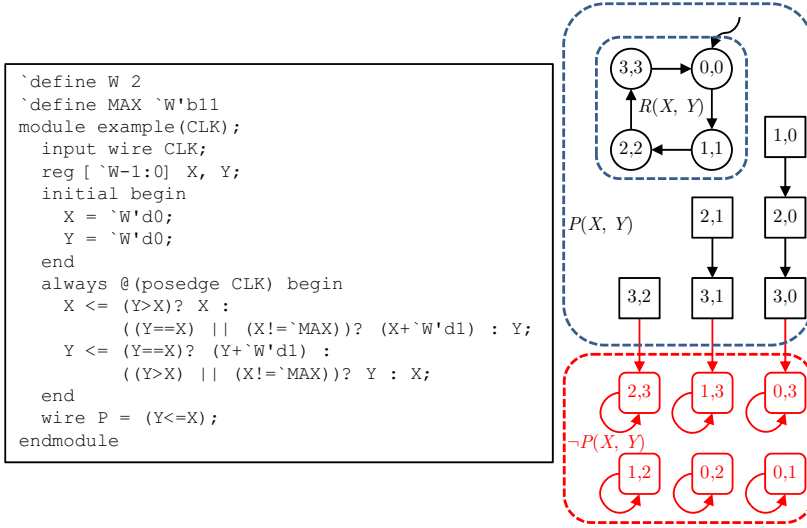 `define W 2
`define MAX `W'b11
module example(CLK);
input wire CLK;
reg [`W-1:0] X, Y;
initial begin
X = `W'd0;
Y = `W'd0;
end
always @(posedge CLK) begin
X <= (Y>X)? X :
((Y==X) || (X!=`MAX))? (X+`W'd1) : Y;
Y <= (Y==X)? (Y+`W'd1) :
((Y>X) || (X!=`MAX))? Y : X;
end
wire P = (Y<=X);
endmodule
3,3
0,0
R(X, Y)
2,2
1,1
1,0
P(X, Y)
2,1
2,0
3,2
3,1
3,0
2,3
1,3
0,3
¬P(X, Y)
1,2
0,2
0,1